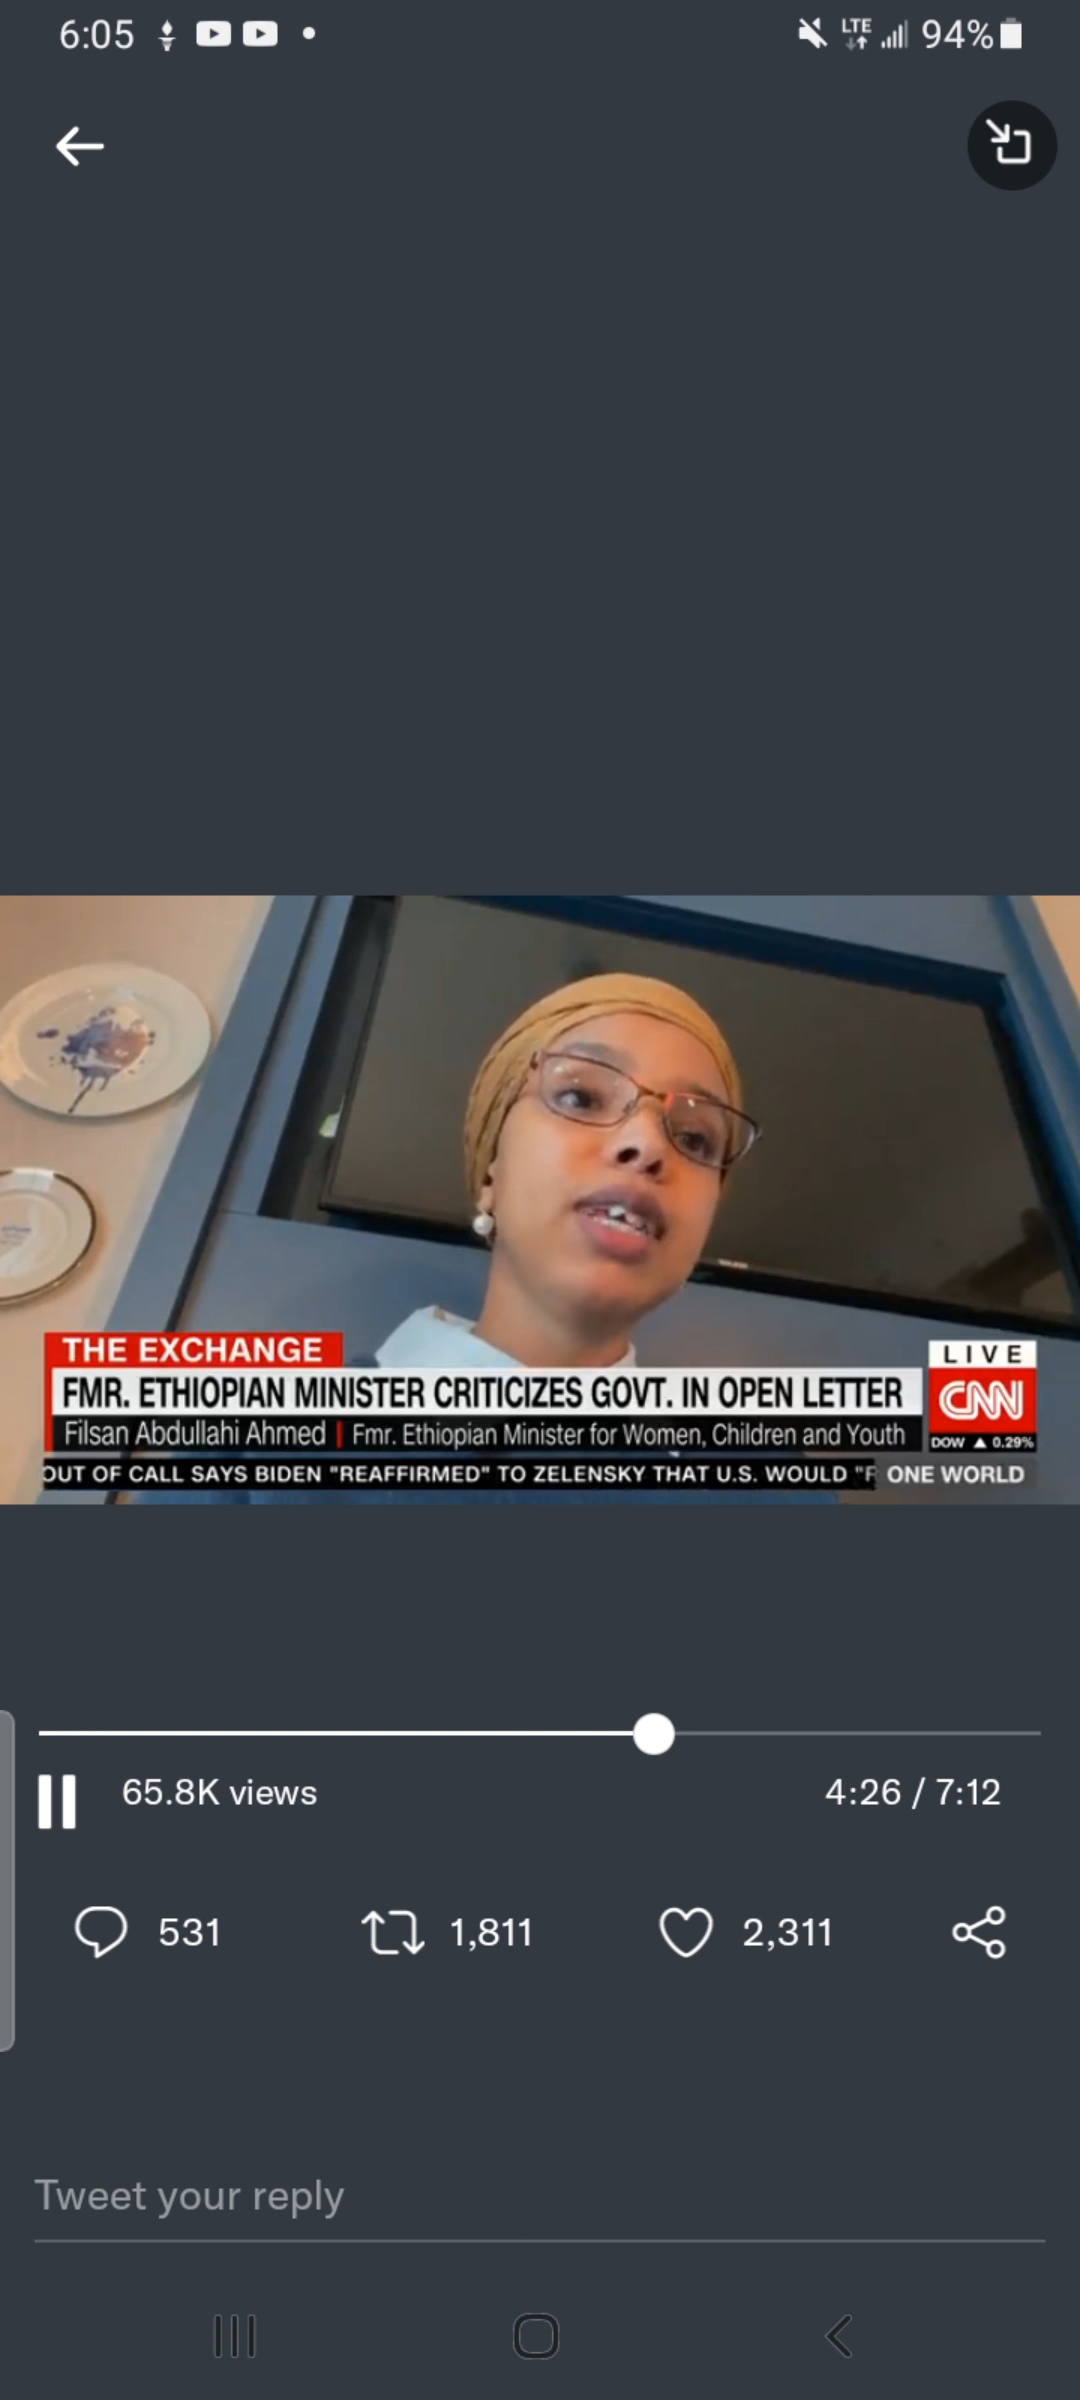 6:05
LTE
94%
THE EXCHANGE
LIVE
FMR. ETHIOPIAN MINISTER CRITICIZES GOVT. IN OPEN LETTER
CNN
Filsan Abdullahi Ahmed | Fmr. Ethiopian Minister for Women, Children and Youth
DOW ▲ 0.29%
OUT OF CALL SAYS BIDEN "REAFFIRMED" TO ZELENSKY THAT U.S. WOULD "
ONE WORLD
65.8K views
4:26 / 7:12
531
1,811
2,311
Tweet your reply